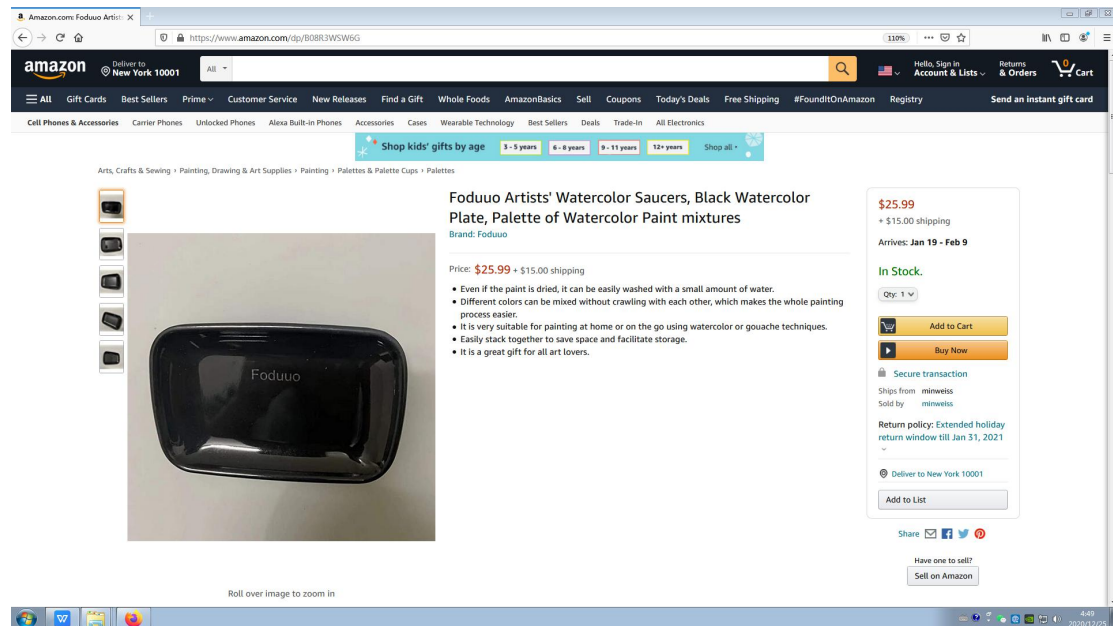 Amazon.com: Foduuo Artist
https://www.amazon.com/dp/B08R3WSW6G
110%
amazon
Deliver to
New York 10001
All
Hello, Sign in
Account & Lists
Returns
& Orders
0
Cart
All Gift Cards Best Sellers Prime Customer Service New Releases Find a Gift Whole Foods AmazonBasics Sell Coupons Today's Deals Free Shipping #FoundItOnAmazon Registry
Send an instant gift card
Cell Phones & Accessories Carrier Phones Unlocked Phones Alexa Built-in Phones Accessories Cases Wearable Technology Best Sellers Deals Trade-In All Electronics
Shop kids' gifts by age 3 - 5 years 6 - 8 years 9 - 11 years 12+ years Shop all
Arts, Crafts & Sewing › Painting, Drawing & Art Supplies › Painting › Palettes & Palette Cups › Palettes
Foduuo
Roll over image to zoom in
Foduuo Artists' Watercolor Saucers, Black Watercolor
Plate, Palette of Watercolor Paint mixtures
Brand: Foduuo
Price: $25.99 + $15.00 shipping
• Even if the paint is dried, it can be easily washed with a small amount of water.
• Different colors can be mixed without crawling with each other, which makes the whole painting
process easier.
• It is very suitable for painting at home or on the go using watercolor or gouache techniques.
• Easily stack together to save space and facilitate storage.
• It is a great gift for all art lovers.
$25.99
+ $15.00 shipping
Arrives: Jan 19 - Feb 9
In Stock.
Qty: 1
Add to Cart
Buy Now
Secure transaction
Ships from minweiss
Sold by minweiss
Return policy: Extended holiday
return window till Jan 31, 2021
Deliver to New York 10001
Add to List
Share
Have one to sell?
Sell on Amazon
4:49
2020/12/25